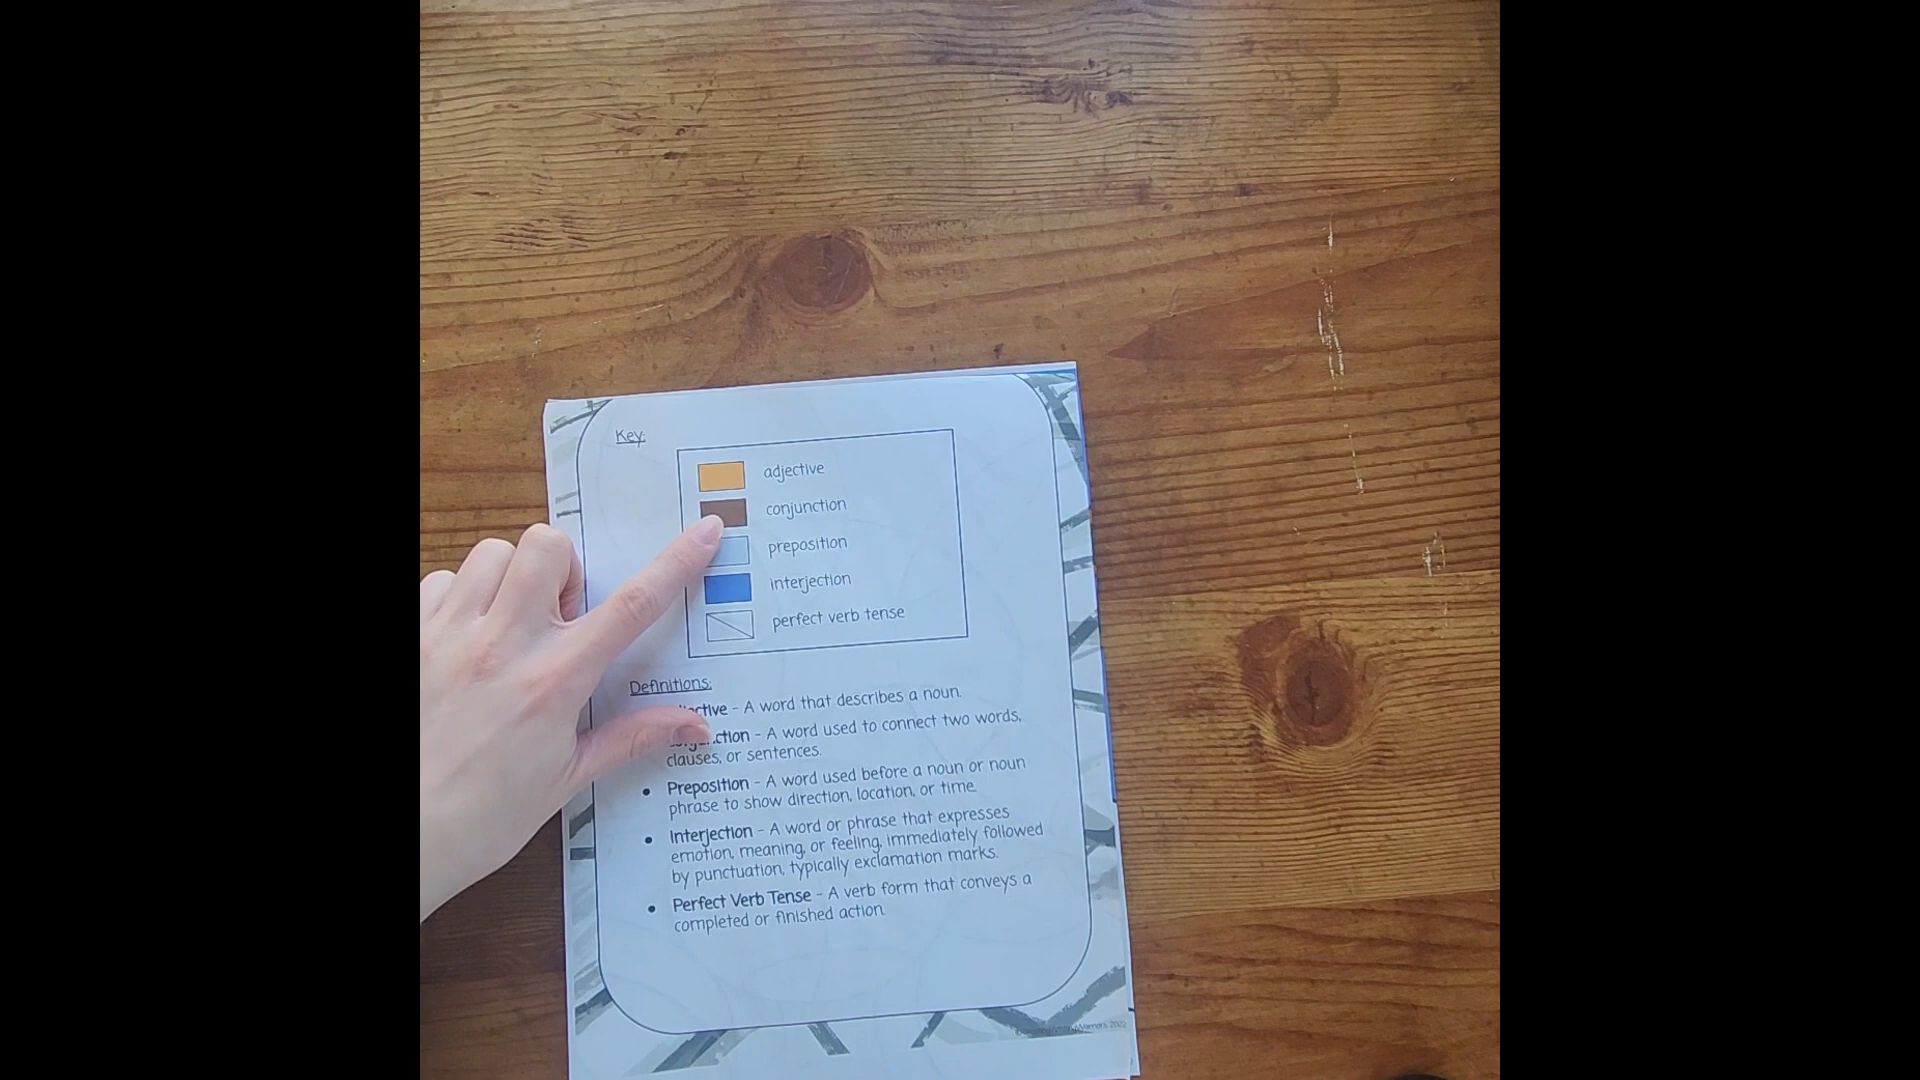 Key:
adjective
conjunction
preposition
interjection
perfect verb tense
Definitions:
- A word that describes a noun.
- A word used to connect two words,
clauses, or sentences.
• Preposition - A word used before a noun or noun
phrase to show direction, location, or time.
• Interjection - A word or phrase that expresses
emotion, meaning, or feeling, immediately followed
by punctuation, typically exclamation marks.
• Perfect Verb Tense - A verb form that conveys a
completed or finished action.
2022